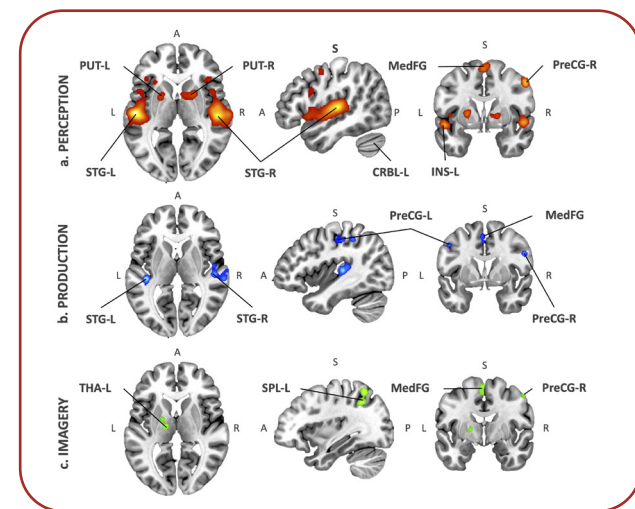 a. PERCEPTION
A
PUT-L
PUT-R
L
R
STG-L
STG-R
S
A
P
CRBL-L
MedFG
S
PreCG-R
L
R
INS-L
b. PRODUCTION
A
L
R
STG-L
STG-R
S
PreCG-L
A
P
S
MedFG
L
R
PreCG-R
c. IMAGERY
A
THA-L
L
R
S
SPL-L
A
P
S
MedFG
PreCG-R
L
R